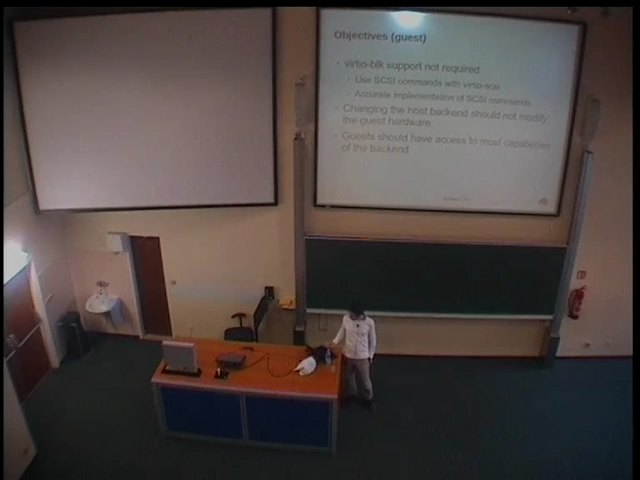 Objectives (guest)
virtio-blk support not required
Use SCSI commands with virtio-scsi
Accurate implementation of SCSI commands
Changing the host backend should not modify
the guest hardware
Guests should have access to most capabilities
of the backend